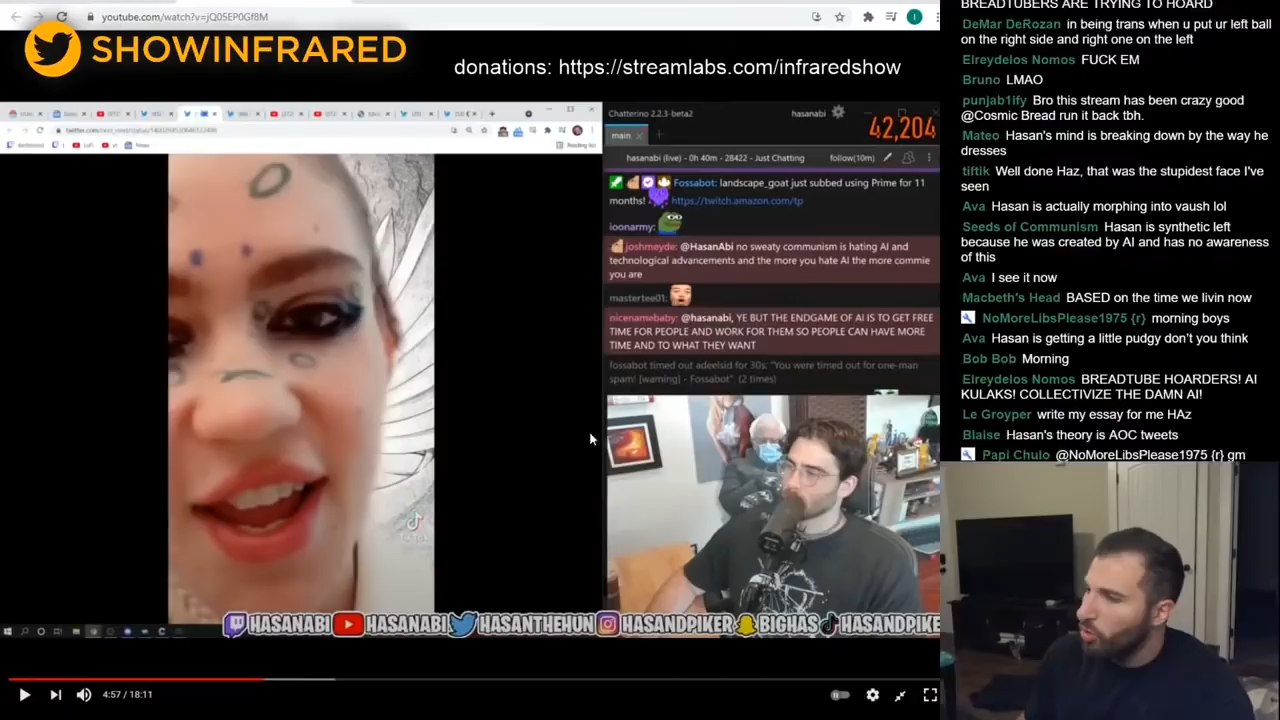 youtube.com/watch?v=jQ05EP0Gf8M
SHOWINFRARED
donations: https://streamlabs.com/infraredshow
Chatterino 2.2.3-beta2
hasanabi
42,204
main
hasanabi (live) - 0h 40m - 28422 - Just Chatting
follow(10m)
Fossabot: landscape_goat just subbed using Prime for 11
months! https://twitch.amazon.com/tp
ioonarmy:
joshmeyde: @HasanAbi no sweaty communism is hating AI and
technological advancements and the more you hate AI the more commie
you are
mastertee01:
nicenamebaby: @hasanabi, YE BUT THE ENDGAME OF AI IS TO GET FREE
TIME FOR PEOPLE AND WORK FOR THEM SO PEOPLE CAN HAVE MORE
TIME AND TO WHAT THEY WANT
fossabot timed out adeelsid for 30s: "You were timed out for one-man
spam! [warning] - Fossabot". (2 times)
HASANABI HASANABI HASANTHEHUN HASANDPIKER BIGHAS HASANDPIKE
4:57 / 18:11
BREADTUBERS ARE TRYING TO HOARD
DeMar DeRozan in being trans when u put ur left ball
on the right side and right one on the left
Elreydelos Nomos FUCK EM
Bruno LMAO
punjab1lfy Bro this stream has been crazy good
@Cosmic Bread run it back tbh.
Mateo Hasan's mind is breaking down by the way he
dresses
tiftik Well done Haz, that was the stupidest face I've
seen
Ava Hasan is actually morphing into vaush lol
Seeds of Communism Hasan is synthetic left
because he was created by AI and has no awareness
of this
Ava I see it now
Macbeth's Head BASED on the time we livin now
NoMoreLibsPlease1975 {r} morning boys
Ava Hasan is getting a little pudgy don't you think
Bob Bob Morning
Elreydelos Nomos BREADTUBE HOARDERS! AI
KULAKS! COLLECTIVIZE THE DAMN AI!
Le Groyper write my essay for me HAz
Blaise Hasan's theory is AOC tweets
Papi Chulo @NoMoreLibsPlease1975 {r} gm